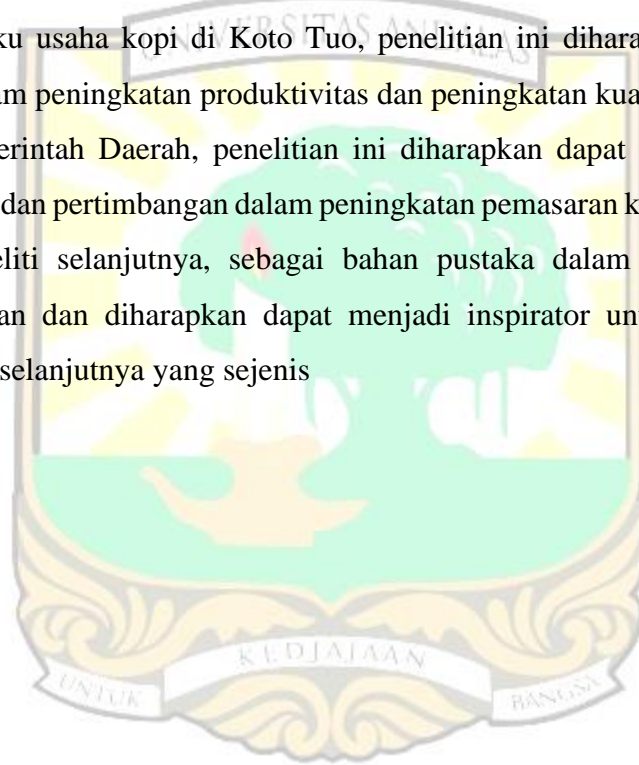 UNIVERSITAS ANDALAS
ku usaha kopi di Koto Tuo, penelitian ini dihara
am peningkatan produktivitas dan peningkatan kua
erintah Daerah, penelitian ini diharapkan dapat
dan pertimbangan dalam peningkatan pemasaran k
eliti selanjutnya, sebagai bahan pustaka dalam
an dan diharapkan dapat menjadi inspirator un
selanjutnya yang sejenis
KEDJAJAAN
UNTUK
BANGSA